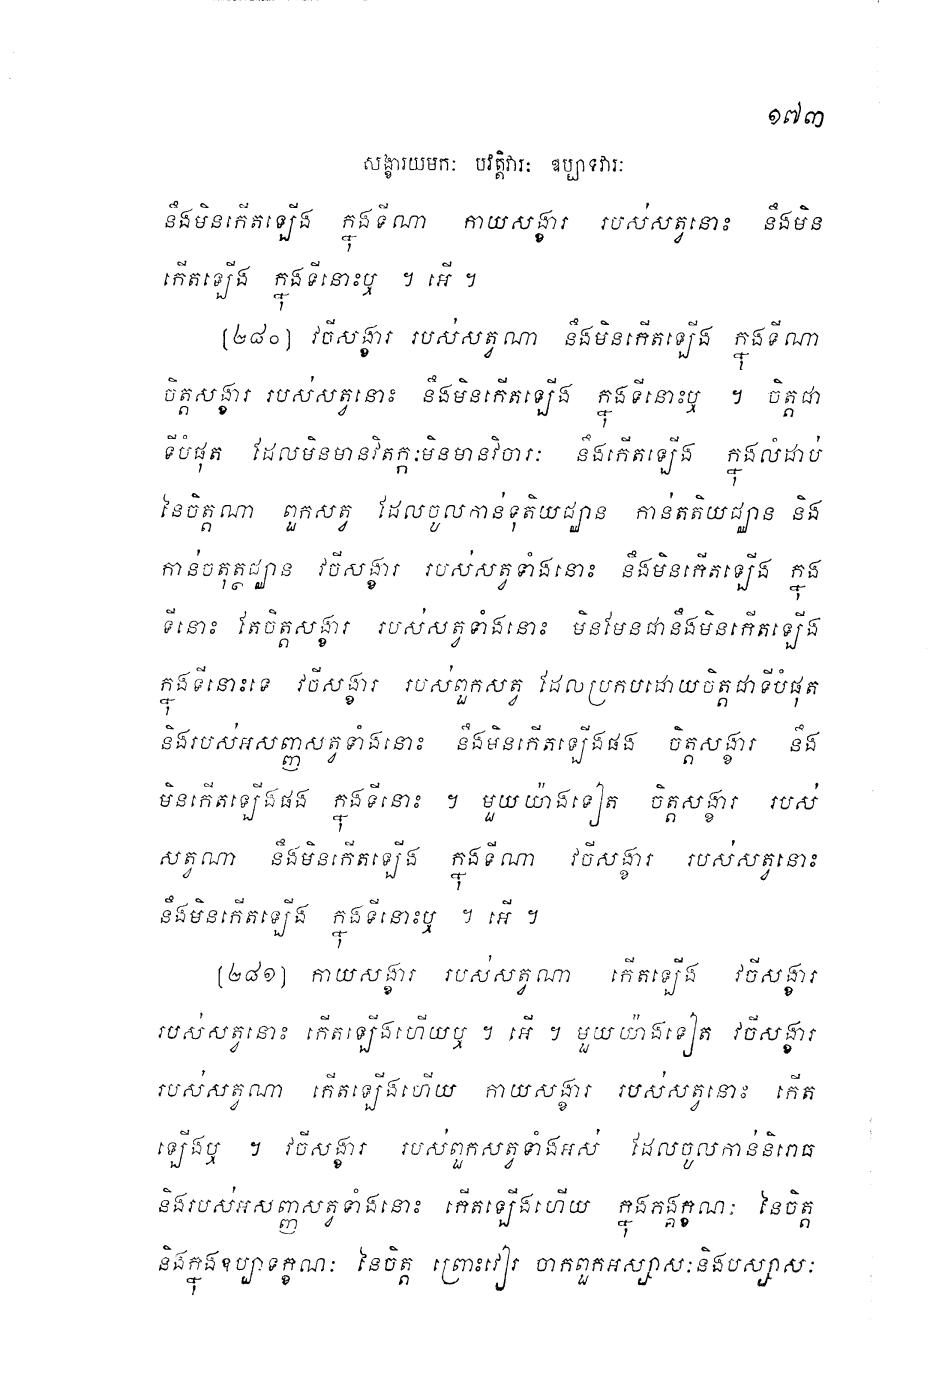 ១៧៣
សង្ខារយមកៈ បវត្តិវារៈ ឧប្បាទវារៈ
នឹងមិនកើតឡើង ក្នុងទីណា កាយសង្ខារ របស់សត្វនោះ នឹងមិន
កើតឡើង ក្នុងទីនោះឬ ។ អើ ។
(២៨០) វចីសង្ខារ របស់សត្វណា នឹងមិនកើតឡើង ក្នុងទីណា
ចិត្តសង្ខារ របស់សត្វនោះ នឹងមិនកើតឡើង ក្នុងទីនោះឬ ។ ចិត្តជា
ទីបំផុត ដែលមិនមានវិតក្កៈមិនមានវិចារៈ នឹងកើតឡើង ក្នុងលំដាប់
នៃចិត្តណា ពួកសត្វ ដែលចូលកាន់ទុតិយជ្ឈាន កាន់តតិយជ្ឈាន និង
កាន់ចតុត្ថជ្ឈាន វចីសង្ខារ របស់សត្វទាំងនោះ នឹងមិនកើតឡើង ក្នុង
ទីនោះ តែចិត្តសង្ខារ របស់សត្វទាំងនោះ មិនមែនជានឹងមិនកើតឡើង
ក្នុងទីនោះទេ វចីសង្ខារ របស់ពួកសត្វ ដែលប្រកបដោយចិត្តជាទីបំផុត
និងរបស់អសញ្ញសត្វទាំងនោះ នឹងមិនកើតឡើងផង ចិត្តសង្ខារ នឹង
មិនកើតឡើងផង ក្នុងទីនោះ ។ មួយយ៉ាងទៀត ចិត្តសង្ខារ របស់
សត្វណា នឹងមិនកើតឡើង ក្នុងទីណា វចីសង្ខារ របស់សត្វនោះ
នឹងមិនកើតឡើង ក្នុងទីនោះឬ ។ អើ ។
(២៨១) កាយសង្ខារ របស់សត្វណា កើតឡើង វចីសង្ខារ
របស់សត្វនោះ កើតឡើងហើយឬ ។ អើ ។ មួយយ៉ាងទៀត វចីសង្ខារ
របស់សត្វណា កើតឡើងហើយ កាយសង្ខារ របស់សត្វនោះ កើត
ឡើងឬ ។ វចីសង្ខារ របស់ពួកសត្វទាំងអស់ ដែលចូលកាន់និរោធ
និងរបស់អសញ្ញសត្វទាំងនោះ កើតឡើងហើយ ក្នុងភង្គក្ខណៈ នៃចិត្ត
និងក្នុងឧប្បាទក្ខណៈ នៃចិត្ត ព្រោះវៀរ ចាកពួកអស្សាសៈនិងបស្សាសៈ